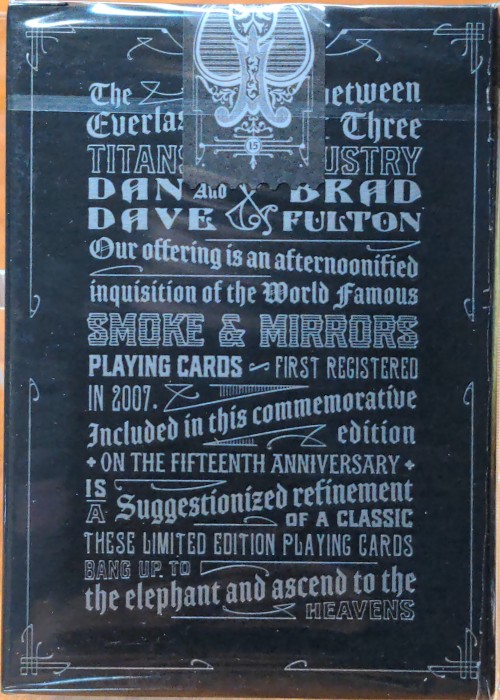 The
Everlas Three
TITANS USTRY
DAN AND BRAD
DAVE & FULTON
Our offering is an afternoonified
inquisition of the World Famous
SMOKE & MIRRORS
PLAYING CARDS ~ FIRST REGISTERED
IN 2007.
Included in this commemorative
edition
+ ON THE FIFTEENTH ANNIVERSARY +
IS
A Suggestionized refinement
OF A CLASSIC
THESE LIMITED EDITION PLAYING CARDS
BANG UP TO
the elephant and ascend to the
HEAVENS
15